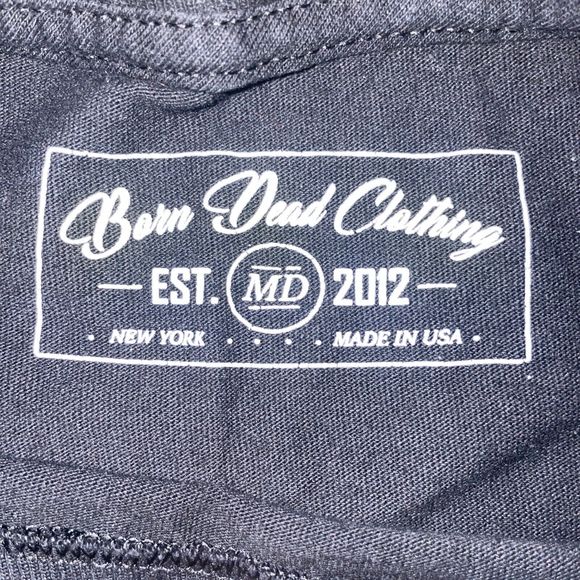 Born Dead Clothing
— EST. MD 2012 —
· NEW YORK · · · · MADE IN USA ·